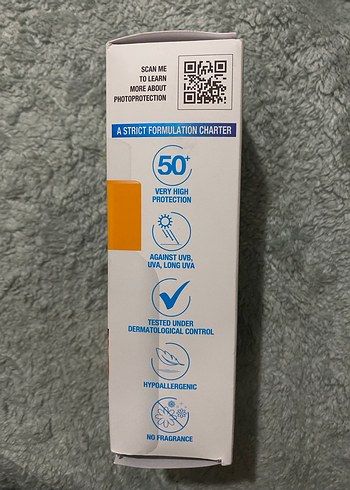 SCAN ME
TO LEARN
MORE ABOUT
PHOTOPROTECTION
A STRICT FORMULATION CHARTER
50+
VERY HIGH
PROTECTION
AGAINST UVB,
UVA, LONG UVA
TESTED UNDER
DERMATOLOGICAL CONTROL
HYPOALLERGENIC
NO FRAGRANCE